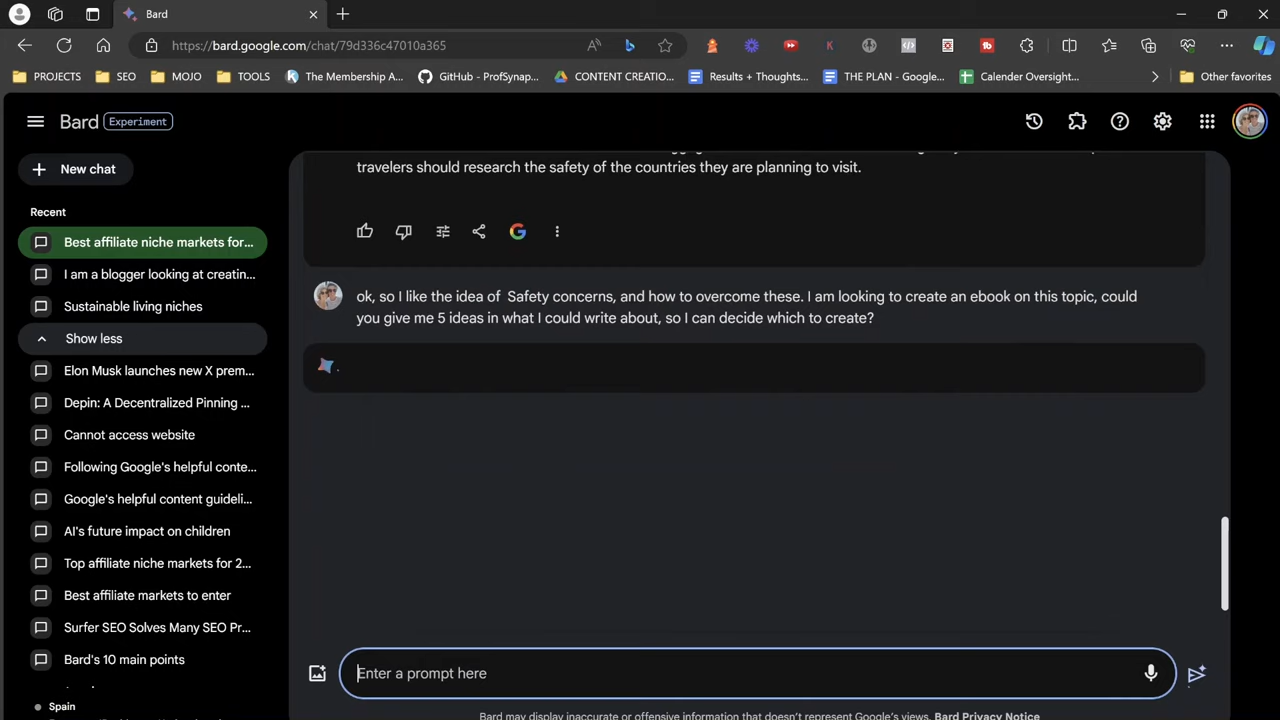 Bard
https://bard.google.com/chat/79d336c47010a365
PROJECTS
SEO
MOJO
TOOLS
The Membership A...
GitHub - ProfSynap...
CONTENT CREATIO...
Results + Thoughts...
THE PLAN - Google...
Calender Oversight...
Other favorites
Bard Experiment
New chat
Recent
Best affiliate niche markets for...
I am a blogger looking at creatin...
Sustainable living niches
Show less
Elon Musk launches new X prem...
Depin: A Decentralized Pinning ...
Cannot access website
Following Google's helpful conte...
Google's helpful content guideli...
AI's future impact on children
Top affiliate niche markets for 2...
Best affiliate markets to enter
Surfer SEO Solves Many SEO Pr...
Bard's 10 main points
Spain
travelers should research the safety of the countries they are planning to visit.
ok, so I like the idea of Safety concerns, and how to overcome these. I am looking to create an ebook on this topic, could
you give me 5 ideas in what I could write about, so I can decide which to create?
Enter a prompt here
Bard may display inaccurate or offensive information that doesn't represent Google's views. Bard Privacy Notice